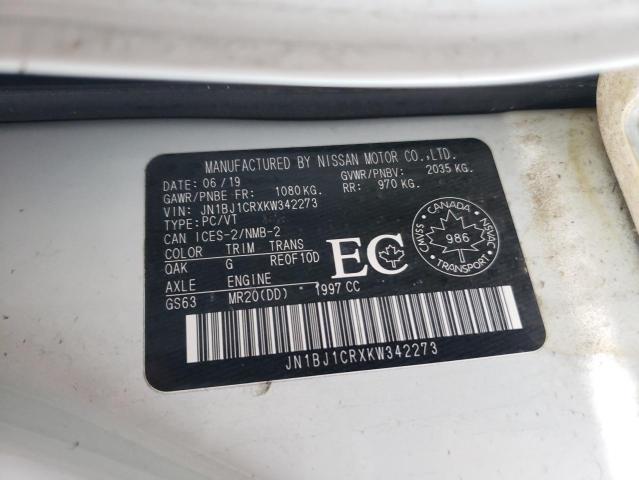 MANUFACTURED BY NISSAN MOTOR CO.,LTD.
DATE: 06/19 GVWR/PNBV: 2035 KG.
GAWR/PNBE FR: 1080 KG. RR: 970 KG.
VIN: JN1BJ1CRXKW342273
TYPE: PC/VT
CAN ICES-2/NMB-2
COLOR TRIM TRANS
QAK G RE0F10D
AXLE ENGINE
GS63 MR20(DD) 1997 CC
EC
CANADA
CMVSS 986 NSVAC
TRANSPORT
JN1BJ1CRXKW342273